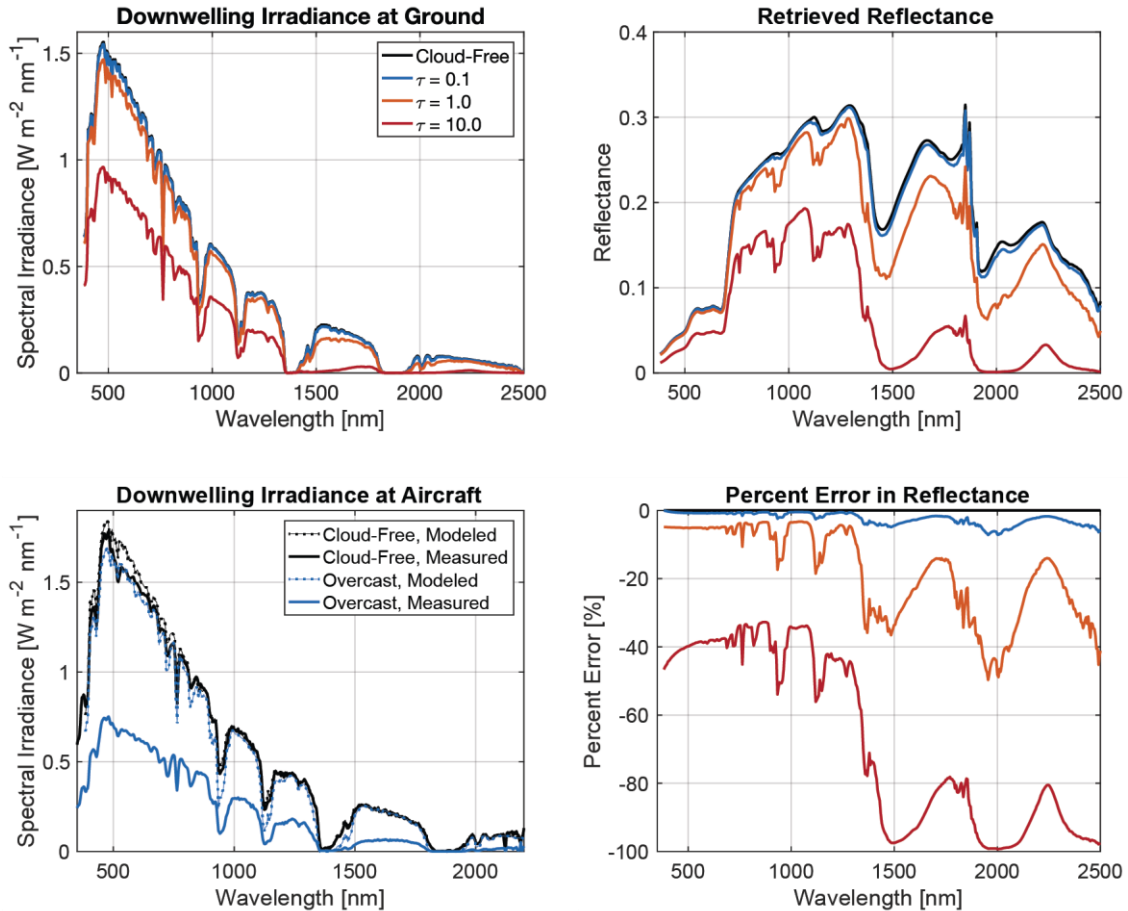 Downwelling Irradiance at Ground
Spectral Irradiance [W m⁻² nm⁻¹]
1.5
1
0.5
0
500
1000
1500
2000
2500
Wavelength [nm]
Cloud-Free
τ = 0.1
τ = 1.0
τ = 10.0
Retrieved Reflectance
Reflectance
0.4
0.3
0.2
0.1
0
500
1000
1500
2000
2500
Wavelength [nm]
Downwelling Irradiance at Aircraft
Spectral Irradiance [W m⁻² nm⁻¹]
1.5
1
0.5
0
500
1000
1500
2000
Wavelength [nm]
Cloud-Free, Modeled
Cloud-Free, Measured
Overcast, Modeled
Overcast, Measured
Percent Error in Reflectance
Percent Error [%]
0
-20
-40
-60
-80
-100
500
1000
1500
2000
2500
Wavelength [nm]